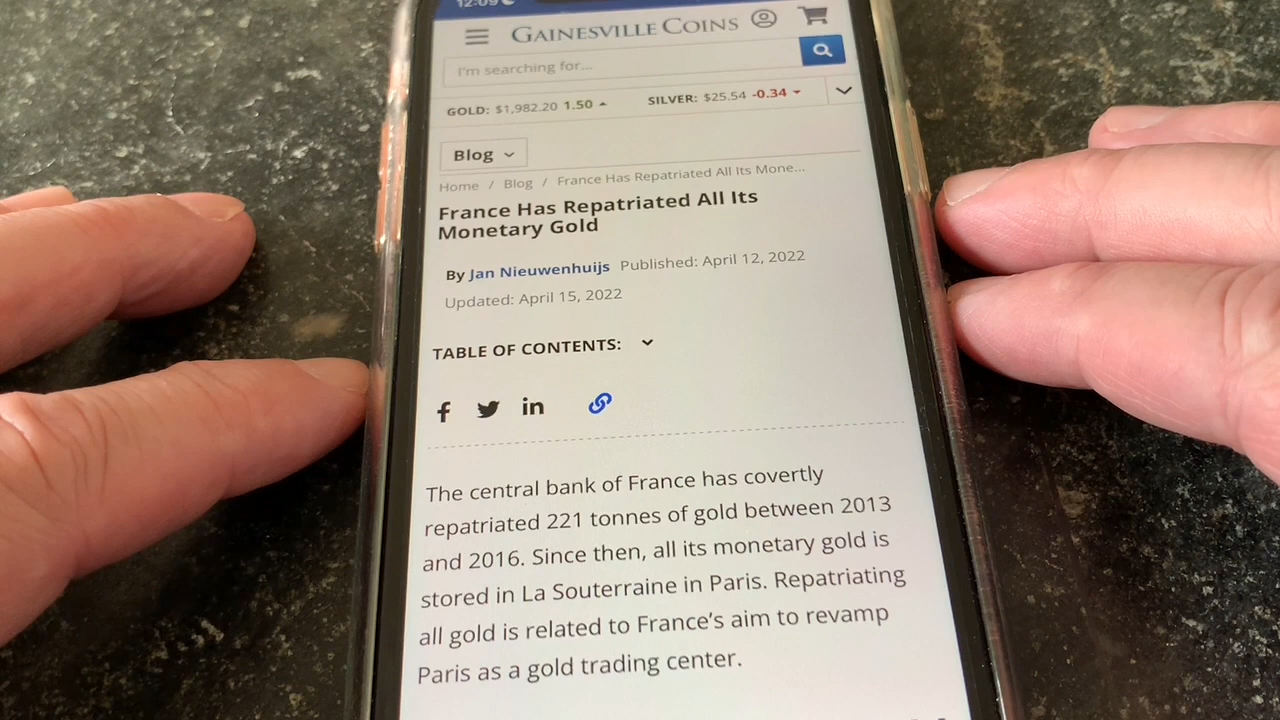 12:09
GAINESVILLE COINS
I'm searching for...
GOLD: $1,982.20 1.50 SILVER: $25.54 -0.34
Blog
Home / Blog / France Has Repatriated All Its Mone...
France Has Repatriated All Its
Monetary Gold
By Jan Nieuwenhuijs Published: April 12, 2022
Updated: April 15, 2022
TABLE OF CONTENTS:
f in
The central bank of France has covertly
repatriated 221 tonnes of gold between 2013
and 2016. Since then, all its monetary gold is
stored in La Souterraine in Paris. Repatriating
all gold is related to France’s aim to revamp
Paris as a gold trading center.